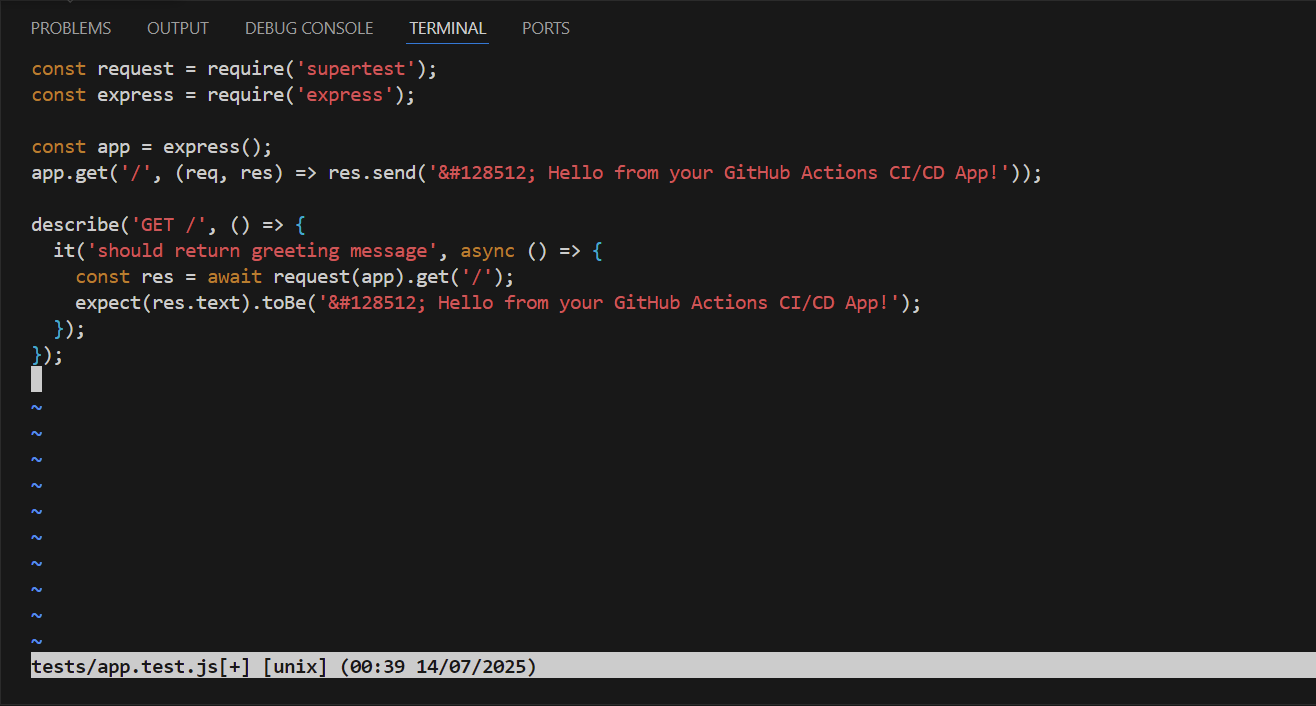 PROBLEMS OUTPUT DEBUG CONSOLE TERMINAL PORTS
const request = require('supertest');
const express = require('express');

const app = express();
app.get('/', (req, res) => res.send('&#128512; Hello from your GitHub Actions CI/CD App!'));

describe('GET /', () => {
  it('should return greeting message', async () => {
    const res = await request(app).get('/');
    expect(res.text).toBe('&#128512; Hello from your GitHub Actions CI/CD App!');
  });
});
~
~
~
~
~
~
~
~
~
~
tests/app.test.js[+] [unix] (00:39 14/07/2025)